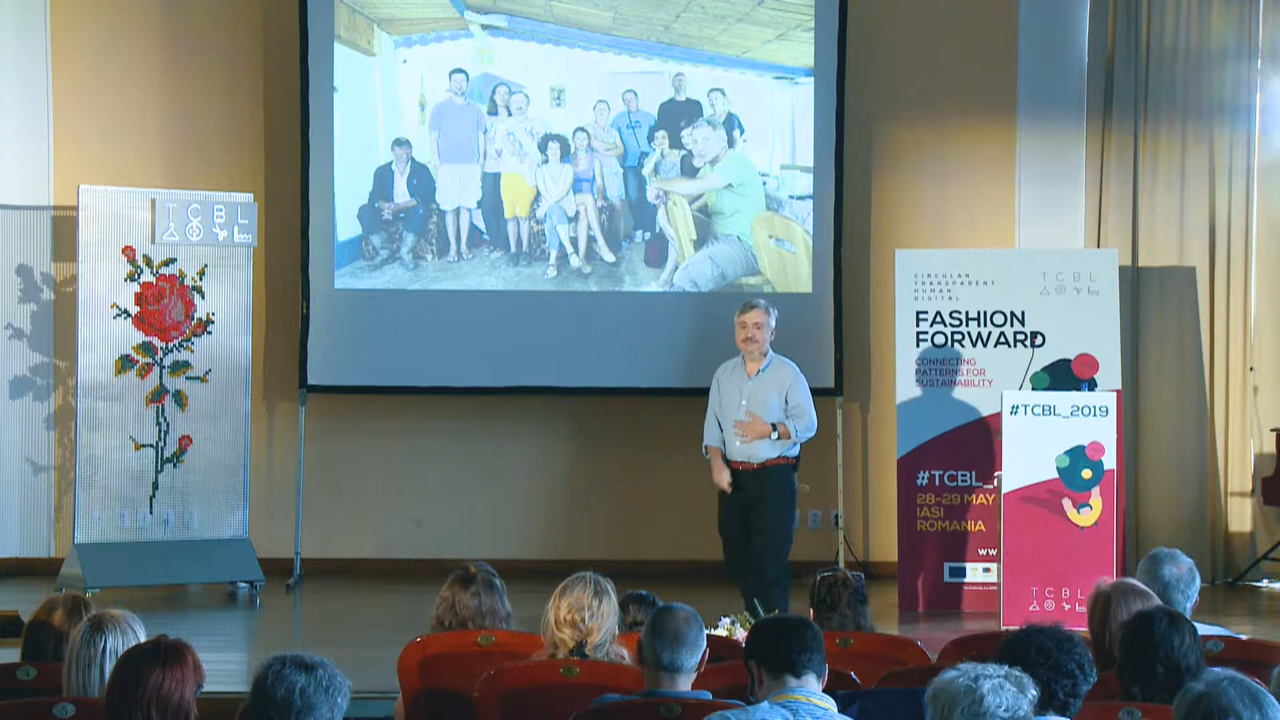 TCBL
CIRCULAR
TRANSPARENT
HUMAN
DIGITAL
TCBL
FASHION
FORWARD
CONNECTING
PATTERNS FOR
SUSTAINABILITY
#TCBL_
28-29 MAY
IASI
ROMANIA
ww
#TCBL_2019
TCBL